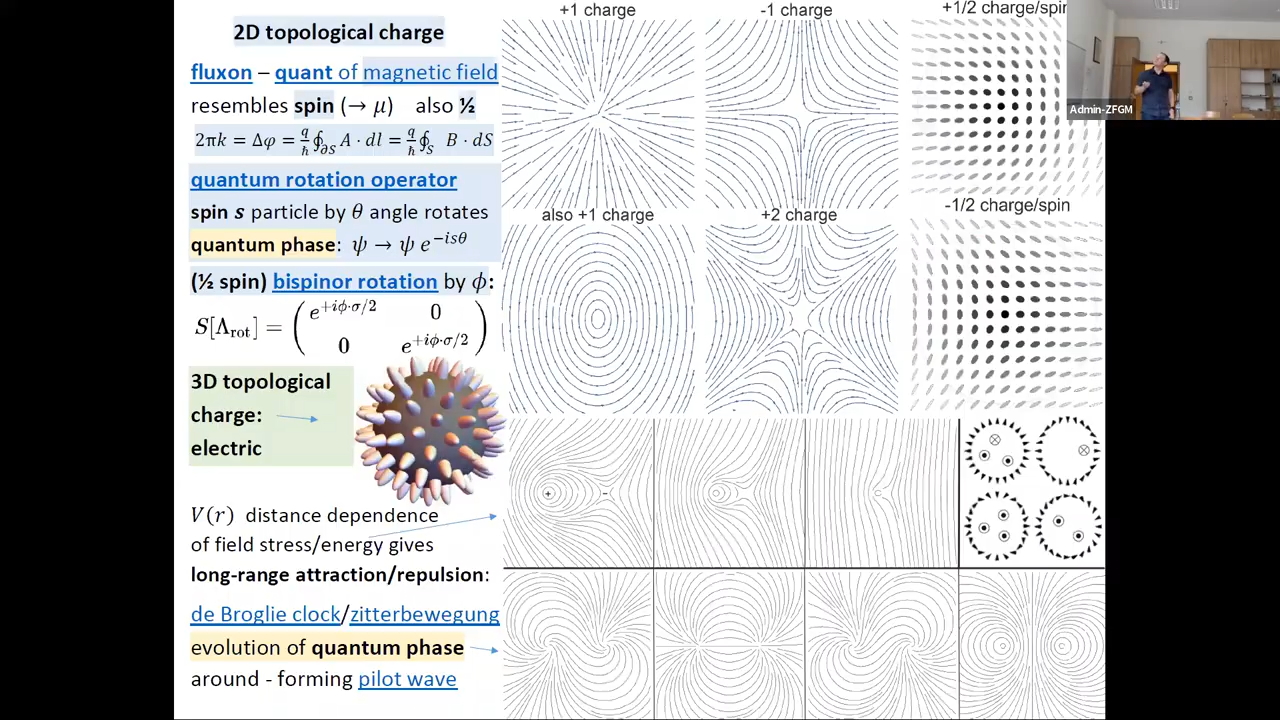 2D topological charge
fluxon – quant of magnetic field
resembles spin (→ μ) also ½
2πk = Δφ = q/ħ ∮∂S A · dl = q/ħ ∮S B · dS
quantum rotation operator
spin s particle by θ angle rotates
quantum phase: ψ → ψ e^{−isθ}
(½ spin) bispinor rotation by ϕ:
S[Λrot] = ( e^{+iϕ·σ/2} 0
0 e^{+iϕ·σ/2} )
3D topological
charge:
electric
V(r) distance dependence
of field stress/energy gives
long-range attraction/repulsion:
de Broglie clock/zitterbewegung
evolution of quantum phase
around - forming pilot wave
+1 charge
-1 charge
+1/2 charge/spin
also +1 charge
+2 charge
-1/2 charge/spin
+ -
Admin-ZFGM